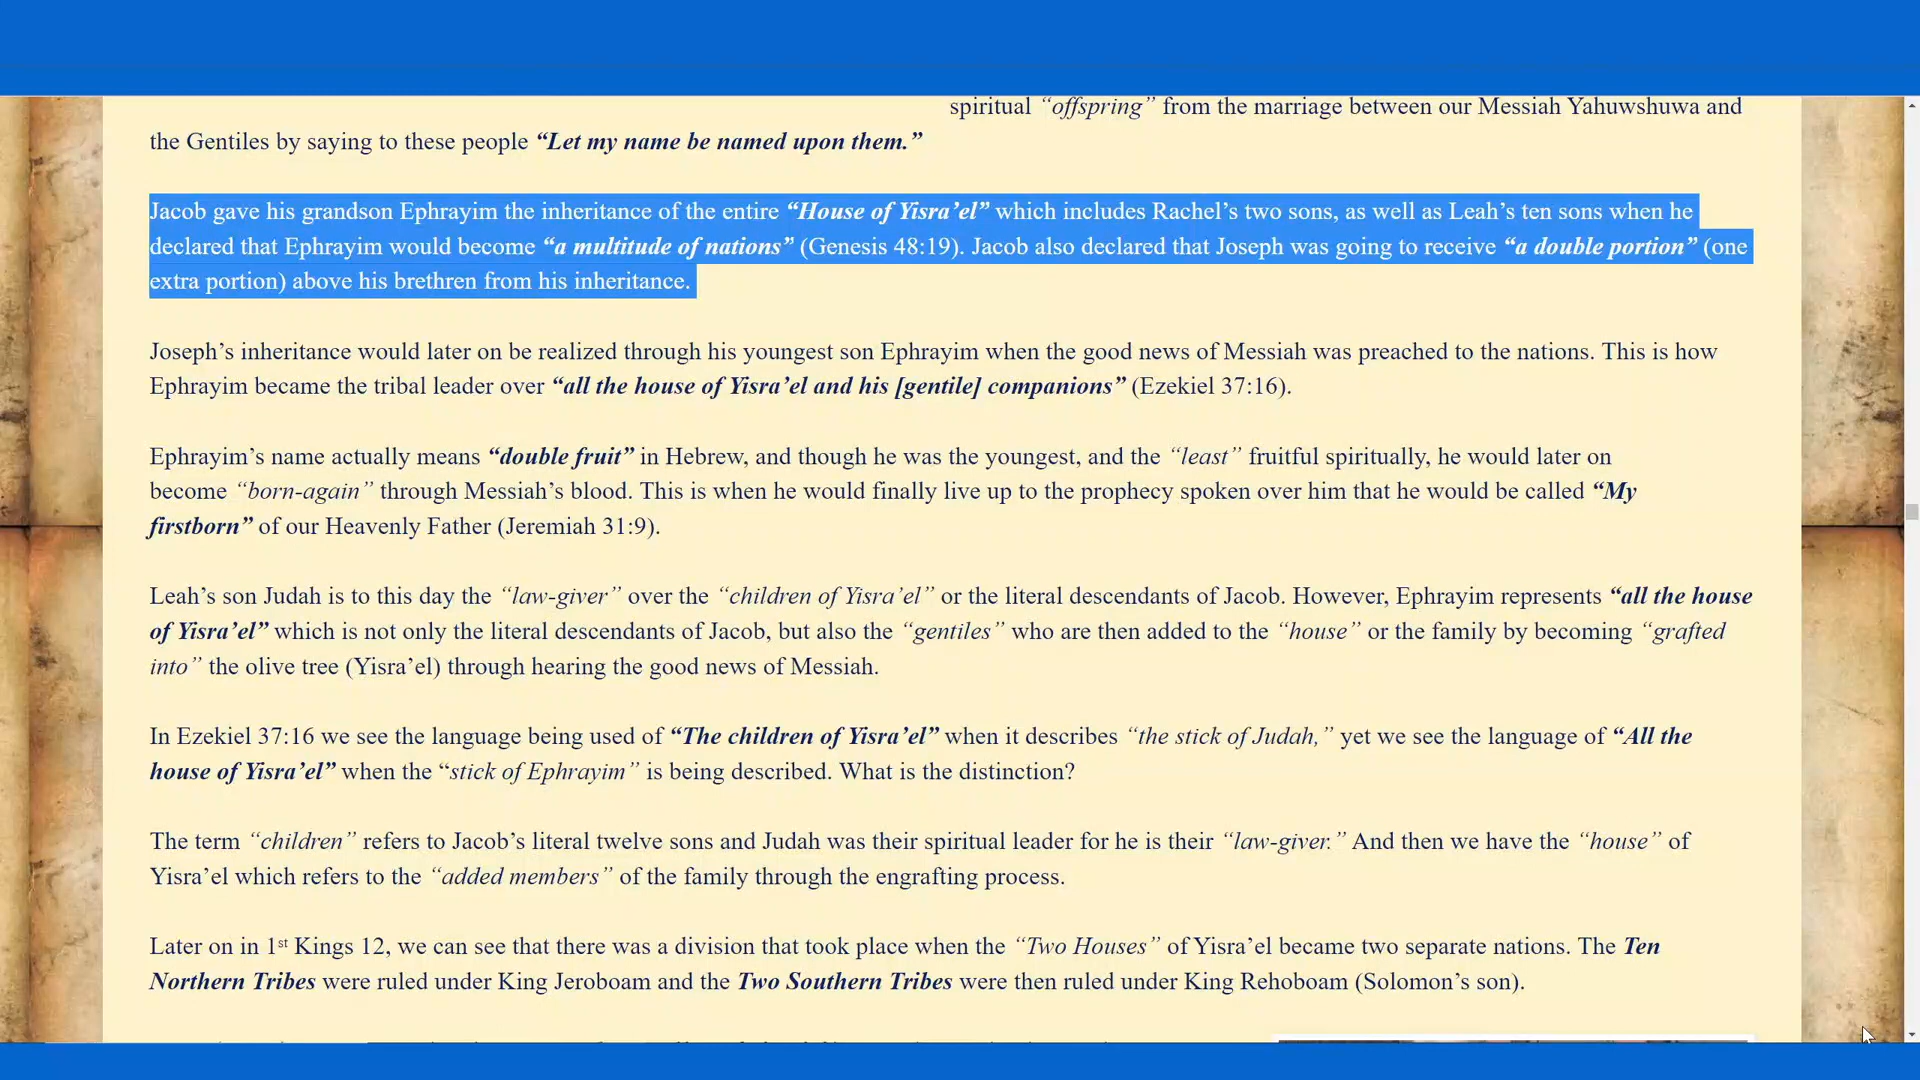 spiritual “offspring” from the marriage between our Messiah Yahuwshuwa and
the Gentiles by saying to these people “Let my name be named upon them.”
Jacob gave his grandson Ephrayim the inheritance of the entire “House of Yisra’el” which includes Rachel’s two sons, as well as Leah’s ten sons when he
declared that Ephrayim would become “a multitude of nations” (Genesis 48:19). Jacob also declared that Joseph was going to receive “a double portion” (one
extra portion) above his brethren from his inheritance.
Joseph’s inheritance would later on be realized through his youngest son Ephrayim when the good news of Messiah was preached to the nations. This is how
Ephrayim became the tribal leader over “all the house of Yisra’el and his [gentile] companions” (Ezekiel 37:16).
Ephrayim’s name actually means “double fruit” in Hebrew, and though he was the youngest, and the “least” fruitful spiritually, he would later on
become “born-again” through Messiah’s blood. This is when he would finally live up to the prophecy spoken over him that he would be called “My
firstborn” of our Heavenly Father (Jeremiah 31:9).
Leah’s son Judah is to this day the “law-giver” over the “children of Yisra’el” or the literal descendants of Jacob. However, Ephrayim represents “all the house
of Yisra’el” which is not only the literal descendants of Jacob, but also the “gentiles” who are then added to the “house” or the family by becoming “grafted
into” the olive tree (Yisra’el) through hearing the good news of Messiah.
In Ezekiel 37:16 we see the language being used of “The children of Yisra’el” when it describes “the stick of Judah,” yet we see the language of “All the
house of Yisra’el” when the “stick of Ephrayim” is being described. What is the distinction?
The term “children” refers to Jacob’s literal twelve sons and Judah was their spiritual leader for he is their “law-giver.” And then we have the “house” of
Yisra’el which refers to the “added members” of the family through the engrafting process.
Later on in 1st Kings 12, we can see that there was a division that took place when the “Two Houses” of Yisra’el became two separate nations. The Ten
Northern Tribes were ruled under King Jeroboam and the Two Southern Tribes were then ruled under King Rehoboam (Solomon’s son).